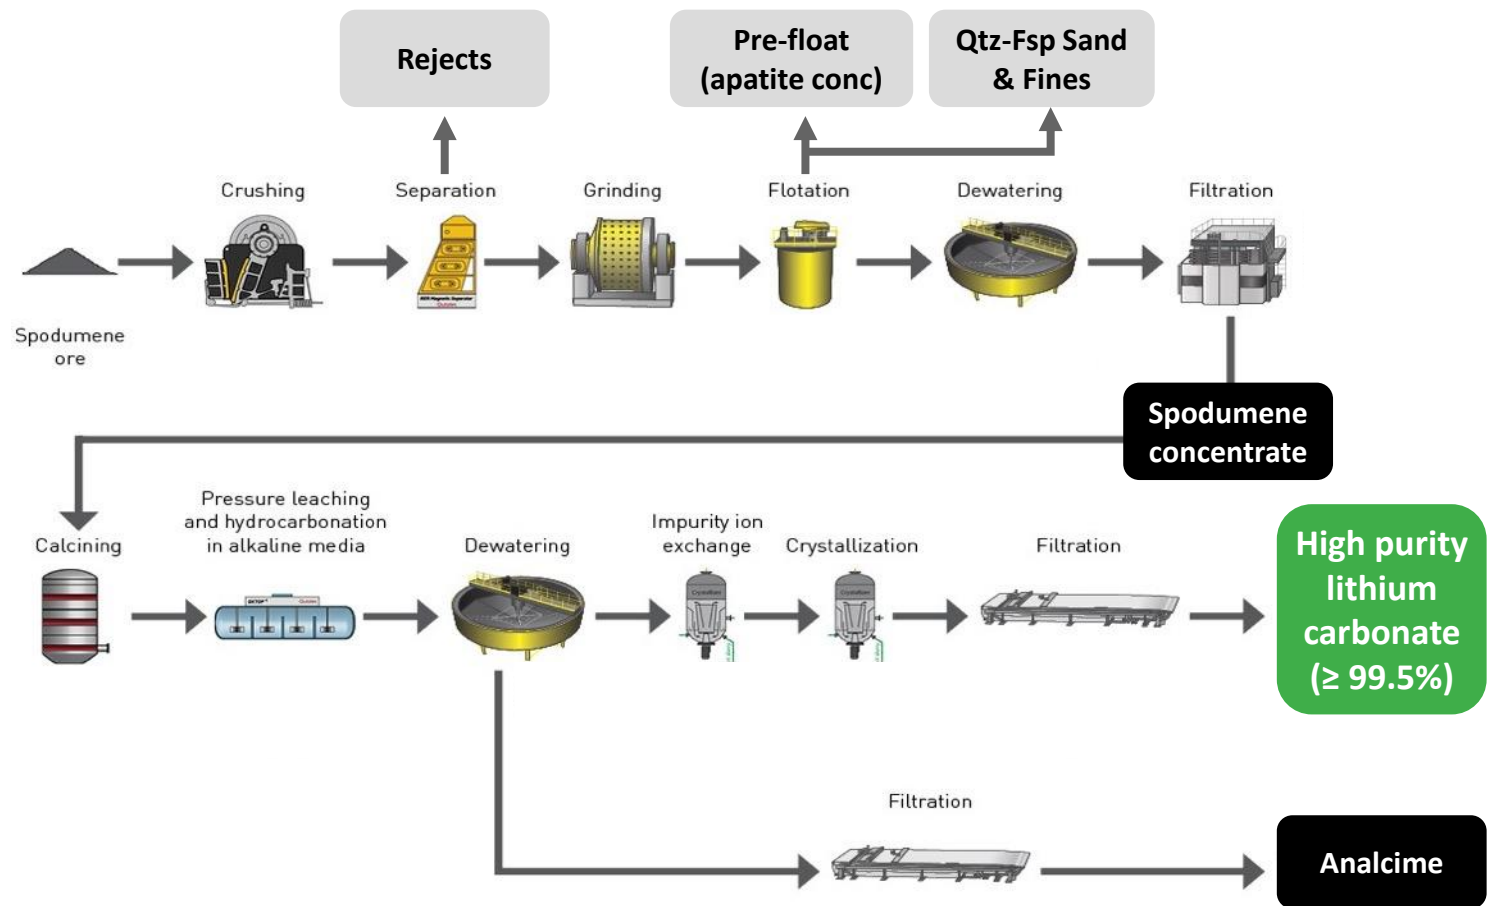 Rejects
Pre-float
(apatite conc)
Qtz-Fsp Sand
& Fines
Crushing
Separation
Grinding
Flotation
Dewatering
Filtration
Spodumene
ore
Spodumene
concentrate
Calcining
Pressure leaching
and hydrocarbonation
in alkaline media
Dewatering
Impurity ion
exchange
Crystallization
Filtration
High purity
lithium
carbonate
(≥ 99.5%)
Filtration
Analcime